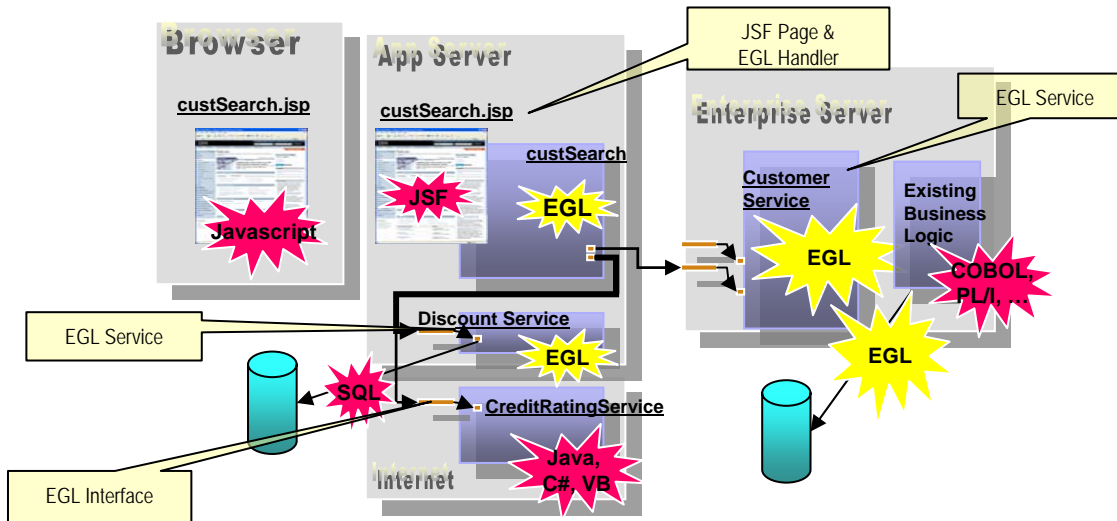 Browser
custSearch.jsp
Javascript
App Server
custSearch.jsp
JSF
custSearch
EGL
JSF Page &
EGL Handler
Enterprise Server
EGL Service
Customer
Service
EGL
Existing
Business
Logic
COBOL,
PL/I, ...
EGL
EGL Service
Discount Service
EGL
SQL
CreditRatingService
Java,
C#, VB
Internet
EGL Interface